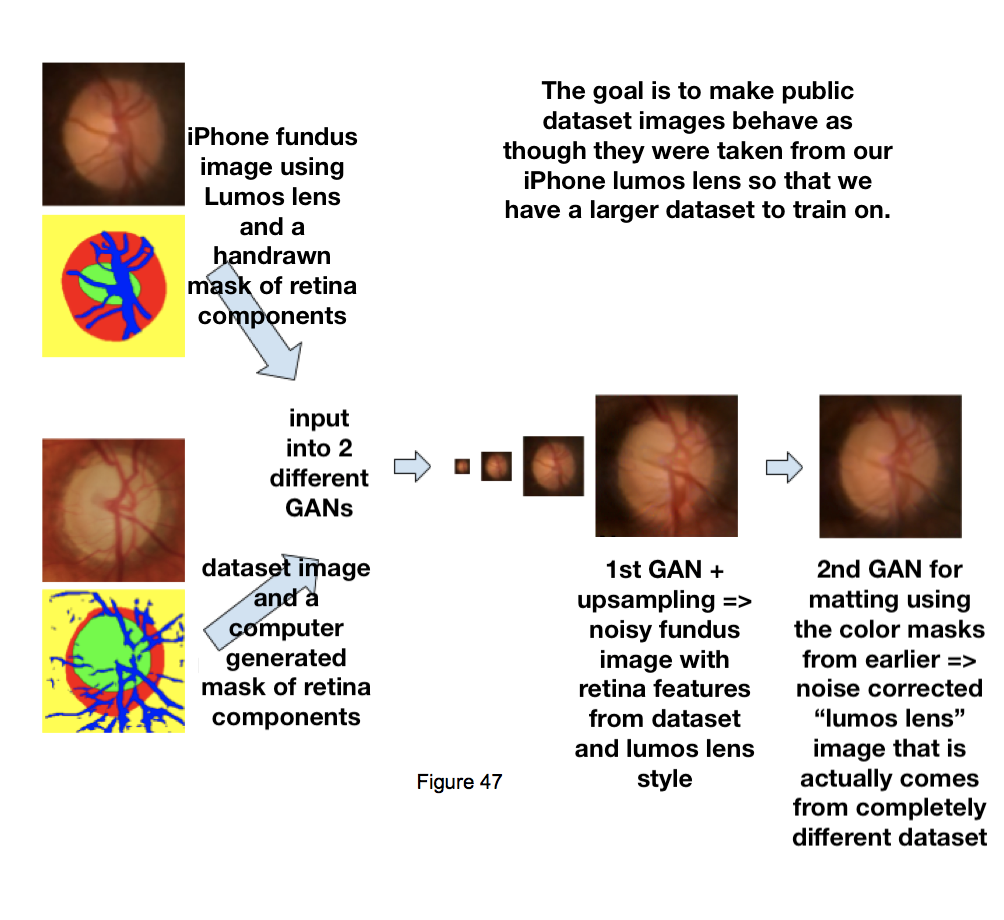 iPhone fundus
image using
Lumos lens
and a
handrawn
mask of retina
components
The goal is to make public
dataset images behave as
though they were taken from our
iPhone lumos lens so that we
have a larger dataset to train on.
input
into 2
different
GANs
dataset image
and a
computer
generated
mask of retina
components
1st GAN +
upsampling =>
noisy fundus
image with
retina features
from dataset
and lumos lens
style
2nd GAN for
matting using
the color masks
from earlier =>
noise corrected
“lumos lens”
image that is
actually comes
from completely
different dataset
Figure 47